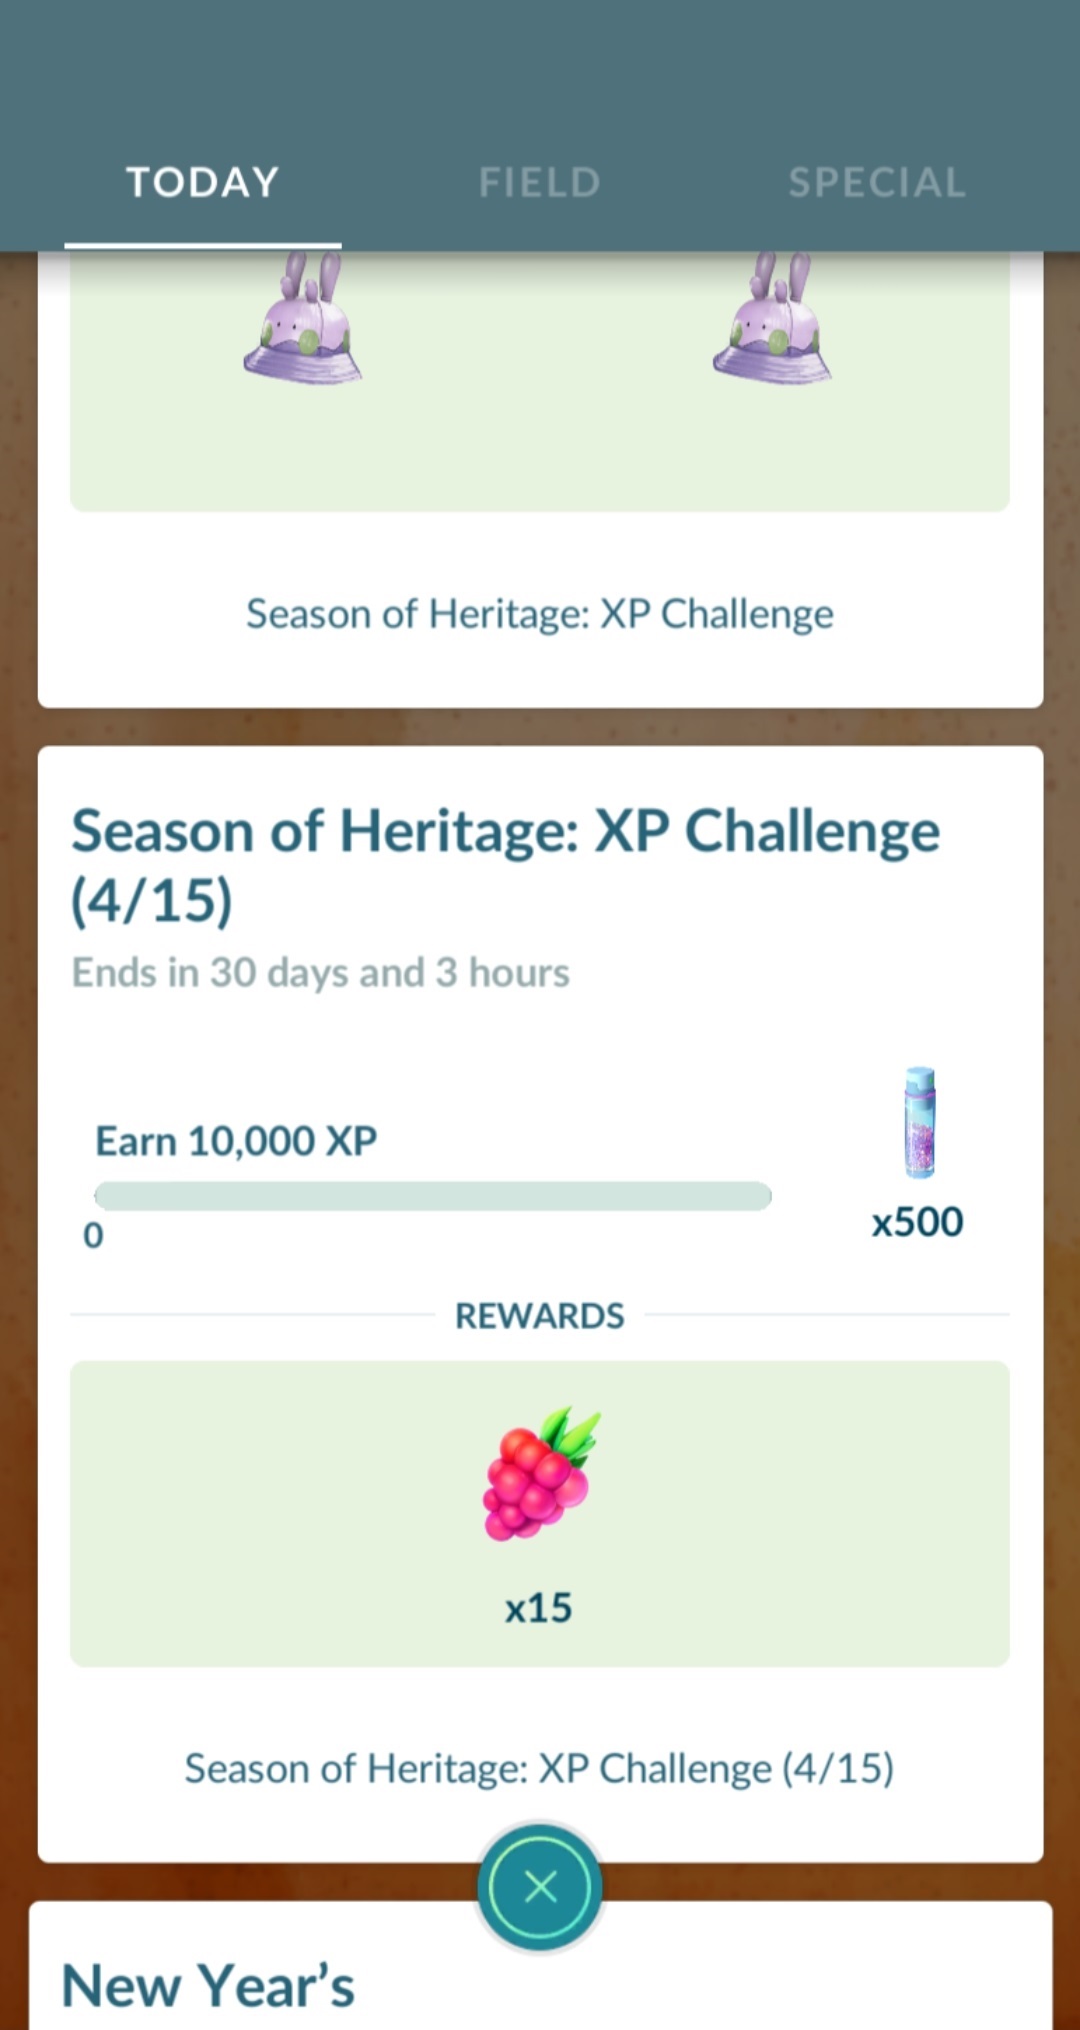 TODAY
FIELD
SPECIAL
Season of Heritage: XP Challenge
Season of Heritage: XP Challenge
(4/15)
Ends in 30 days and 3 hours
Earn 10,000 XP
0
x500
REWARDS
x15
Season of Heritage: XP Challenge (4/15)
New Year’s